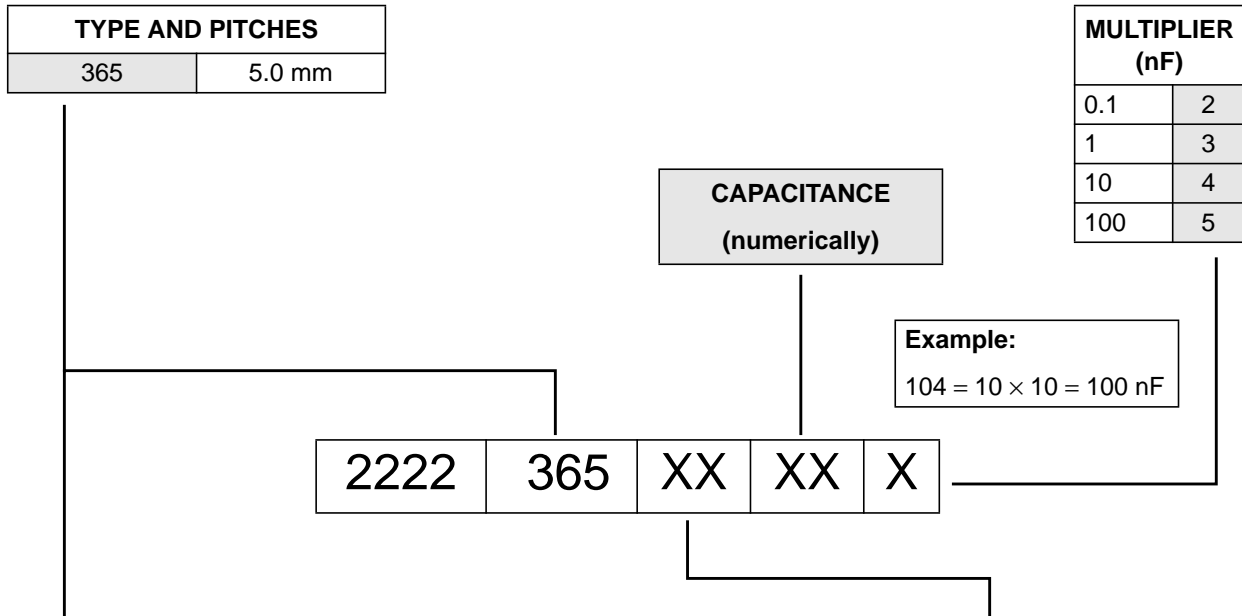 TYPE AND PITCHES
365 5.0 mm
MULTIPLIER
(nF)
0.1 2
1 3
10 4
100 5
CAPACITANCE
(numerically)
Example:
104 = 10 × 10 = 100 nF
2222 365 XX XX X